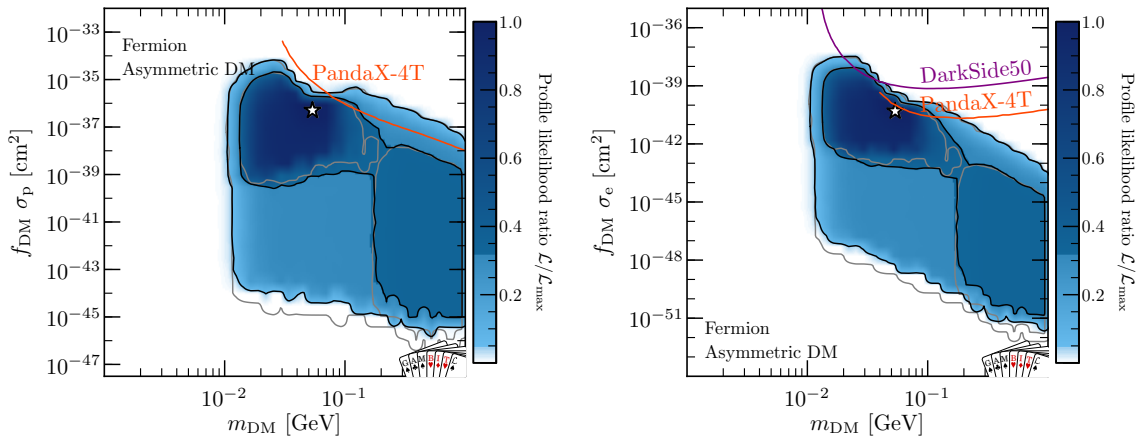 10⁻³³
10⁻³⁵
10⁻³⁷
10⁻³⁹
10⁻⁴¹
10⁻⁴³
10⁻⁴⁵
10⁻⁴⁷
f_DM σ_p [cm²]
Fermion
Asymmetric DM
PandaX-4T
GAMBIT
10⁻² 10⁻¹
m_DM [GeV]
1.0
0.8
0.6
0.4
0.2
Profile likelihood ratio ℒ/ℒ_max
10⁻³⁶
10⁻³⁹
10⁻⁴²
10⁻⁴⁵
10⁻⁴⁸
10⁻⁵¹
f_DM σ_e [cm²]
DarkSide50
PandaX-4T
Fermion
Asymmetric DM
GAMBIT
10⁻² 10⁻¹
m_DM [GeV]
1.0
0.8
0.6
0.4
0.2
Profile likelihood ratio ℒ/ℒ_max